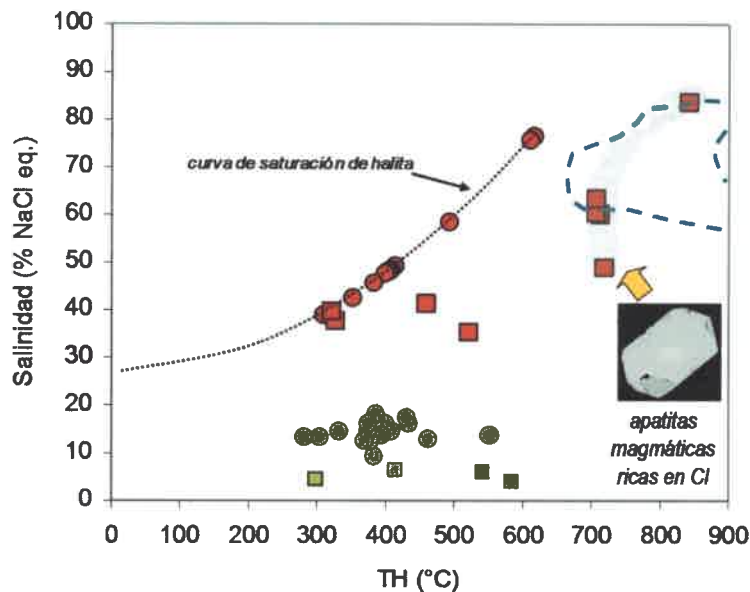 100
90
80
70
60
50
40
30
20
10
0
Salinidad (% NaCl eq.)
curva de saturación de halita
apatitas
magmáticas
ricas en Cl
0 100 200 300 400 500 600 700 800 900
TH (°C)